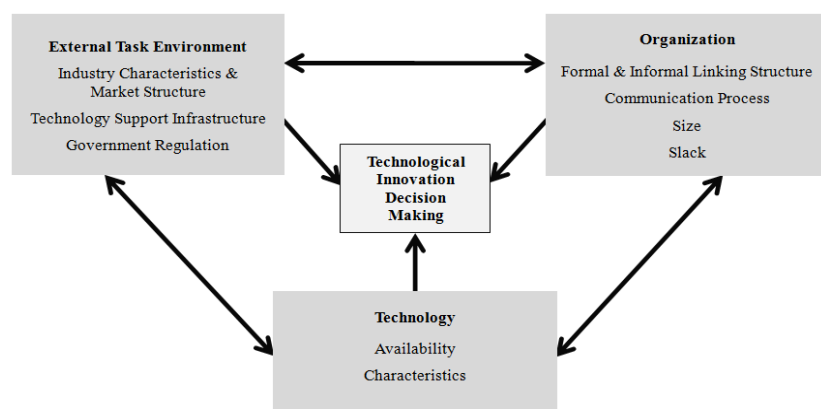 External Task Environment
Industry Characteristics &
Market Structure
Technology Support Infrastructure
Government Regulation
Organization
Formal & Informal Linking Structure
Communication Process
Size
Slack
Technological
Innovation
Decision
Making
Technology
Availability
Characteristics